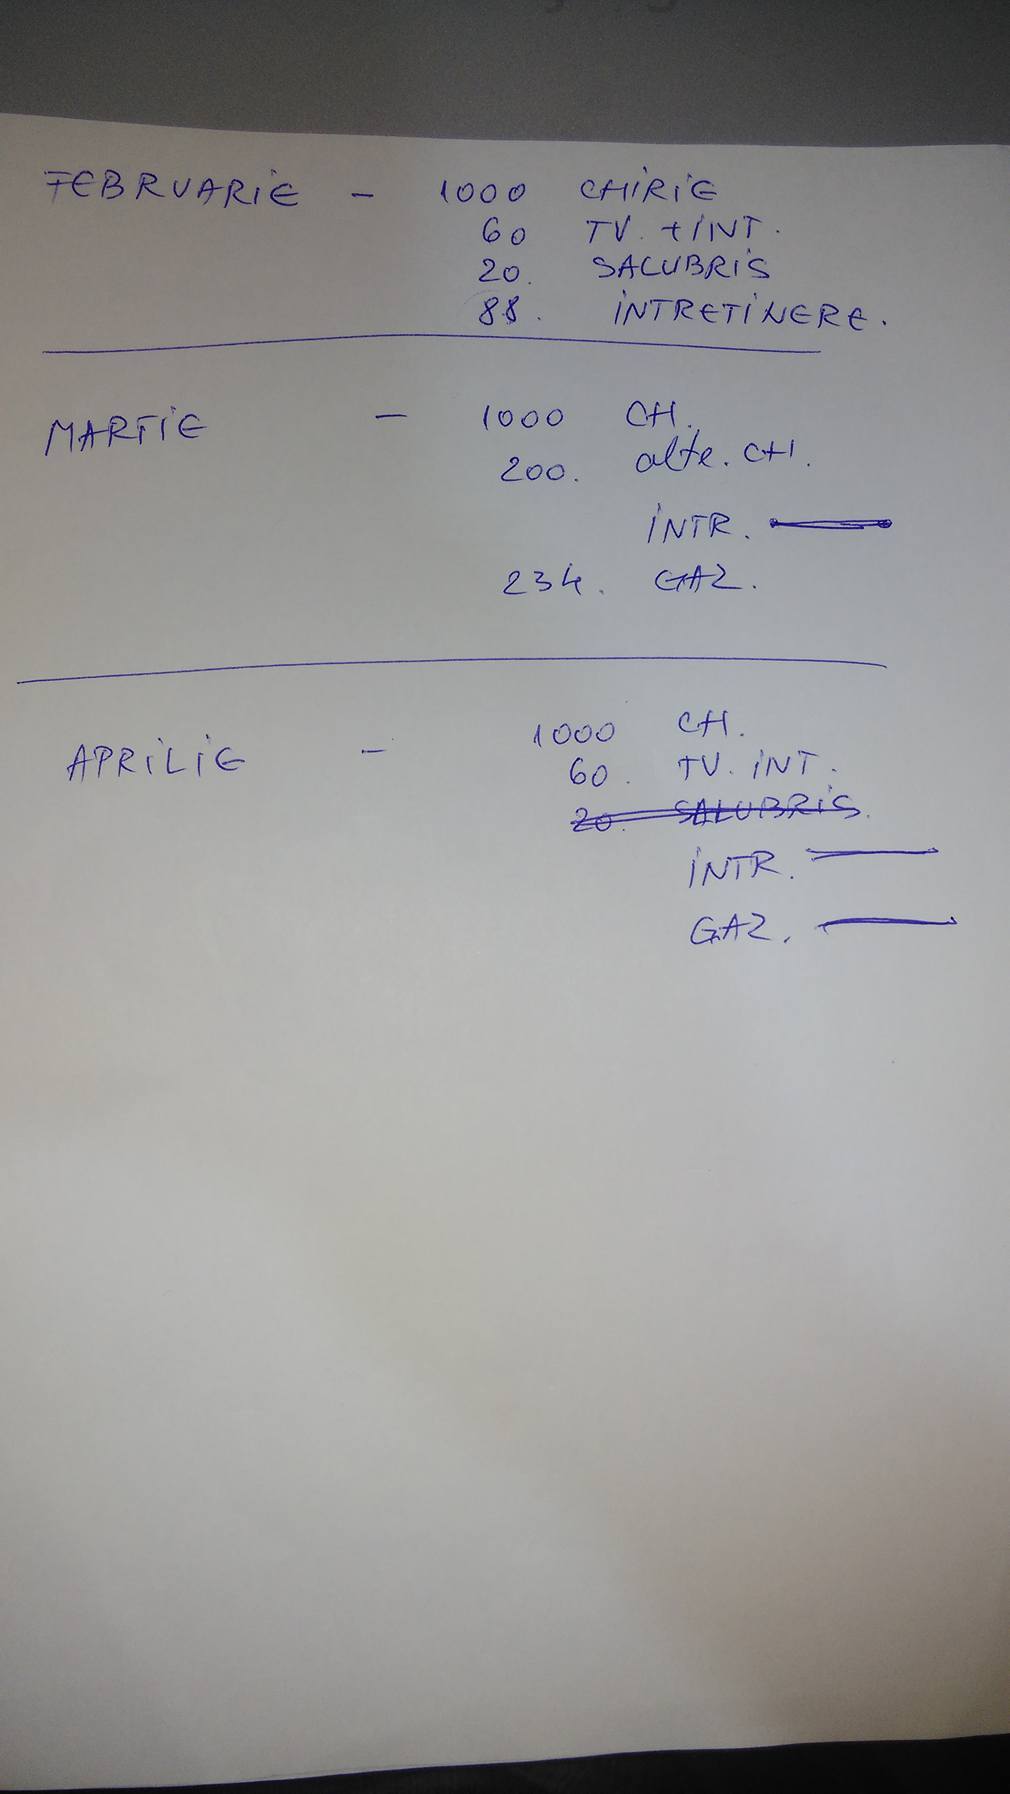 FEBRUARIE - 1000 CHIRIE
60 TV. + INT.
20. SALUBRIS
88. INTRETINERE.
MARTIE - 1000 CH.
200. alte. CH.
INTR. —
234. GAZ.
APRILIE - 1000 CH.
60. TV. INT.
20. SALUBRIS.
INTR. —
GAZ. —